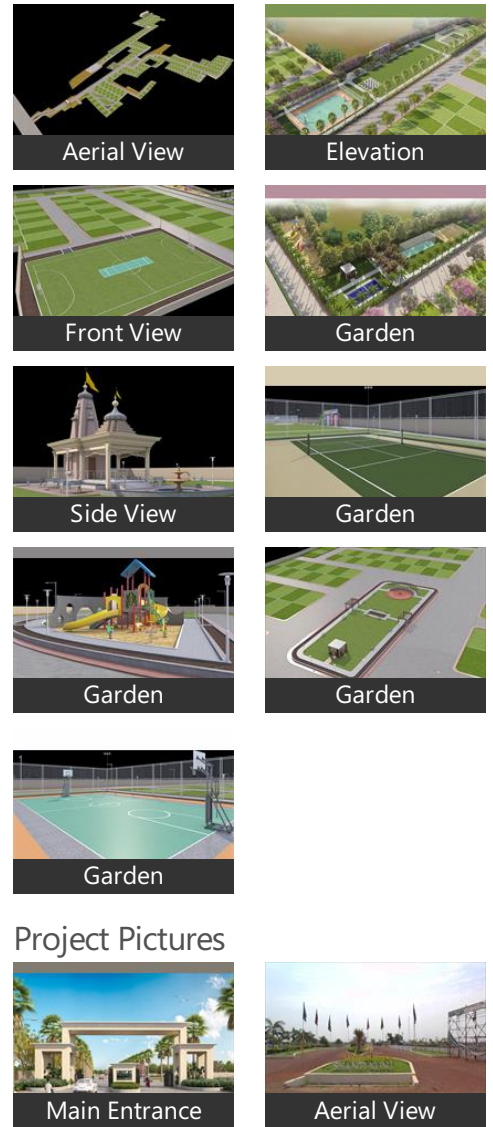 Aerial View
Elevation
Front View
Garden
Side View
Garden
Garden
Garden
Garden
Project Pictures
Main Entrance
Aerial View